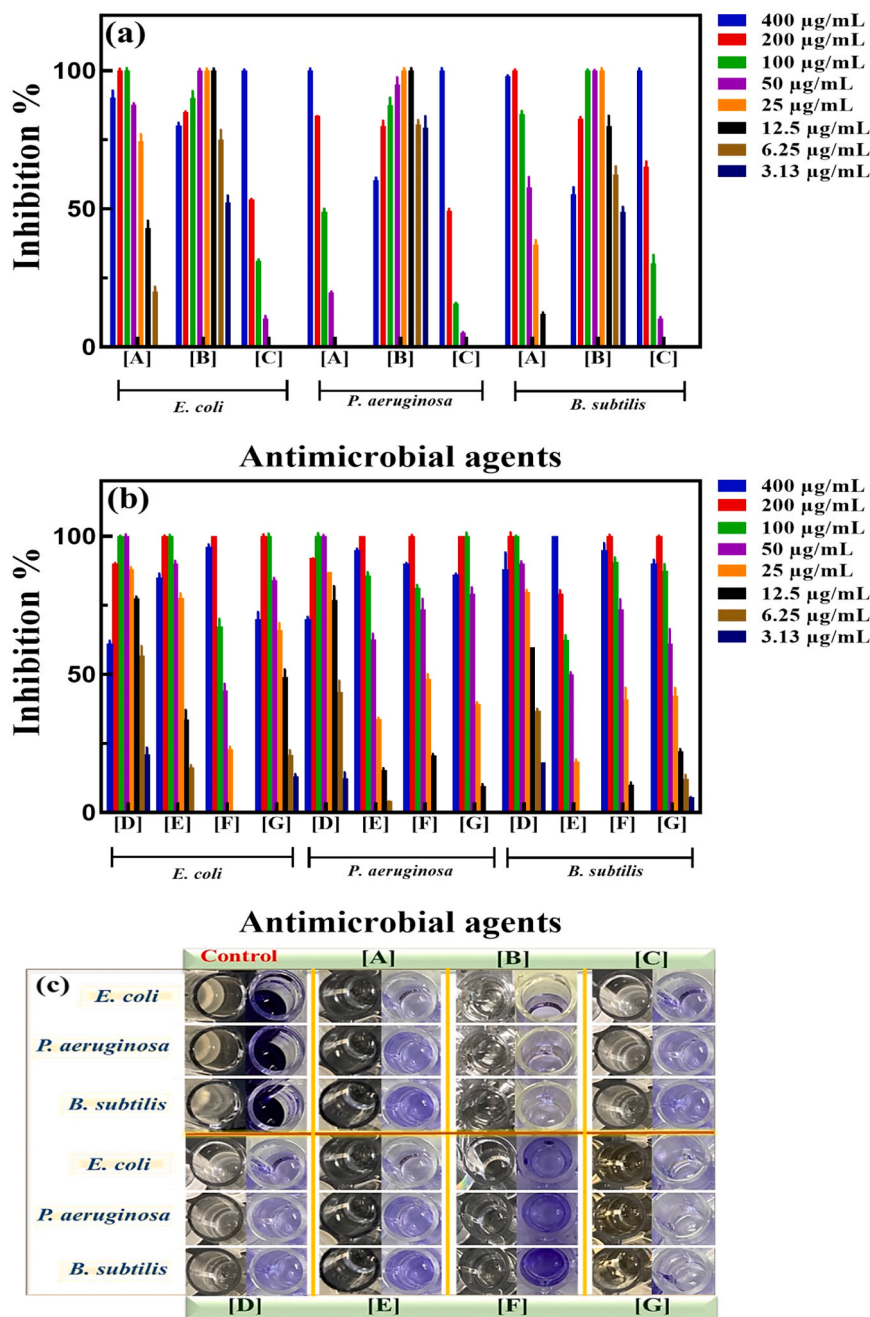 (a)
400 µg/mL
200 µg/mL
100 µg/mL
50 µg/mL
25 µg/mL
12.5 µg/mL
6.25 µg/mL
3.13 µg/mL
Inhibition %
100
50
0
[A] [B] [C] [A] [B] [C] [A] [B] [C]
E. coli P. aeruginosa B. subtilis
Antimicrobial agents
(b)
400 µg/mL
200 µg/mL
100 µg/mL
50 µg/mL
25 µg/mL
12.5 µg/mL
6.25 µg/mL
3.13 µg/mL
Inhibition %
100
50
0
[D] [E] [F] [G] [D] [E] [F] [G] [D] [E] [F] [G]
E. coli P. aeruginosa B. subtilis
Antimicrobial agents
Control [A] [B] [C]
(c)
E. coli
P. aeruginosa
B. subtilis
E. coli
P. aeruginosa
B. subtilis
[D] [E] [F] [G]